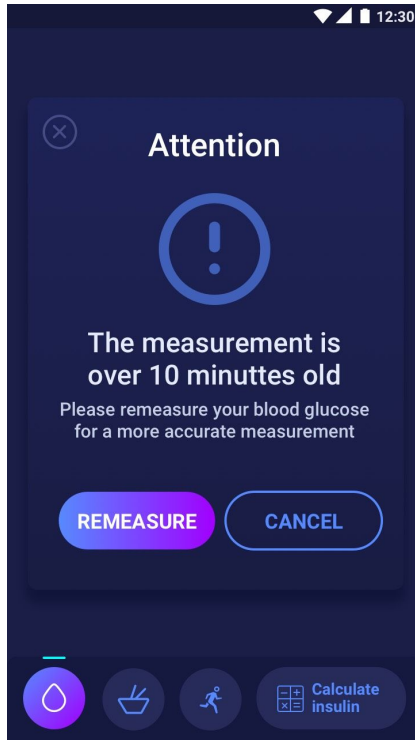 12:30
Attention
The measurement is
over 10 minuttes old
Please remeasure your blood glucose
for a more accurate measurement
REMEASURE
CANCEL
Calculate
insulin